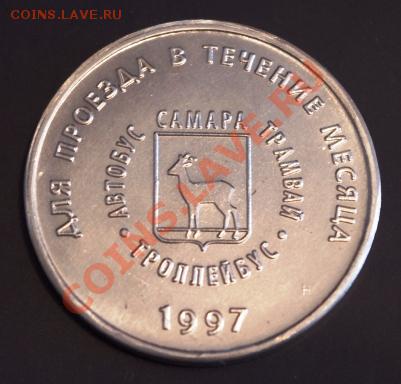 COINS.LAVE.RU
ДЛЯ ПРОЕЗДА В ТЕЧЕНИЕ МЕСЯЦА
АВТОБУС САМАРА ТРАМВАЙ
ТРОЛЛЕЙБУС
1997
COINS.LAVE.RU